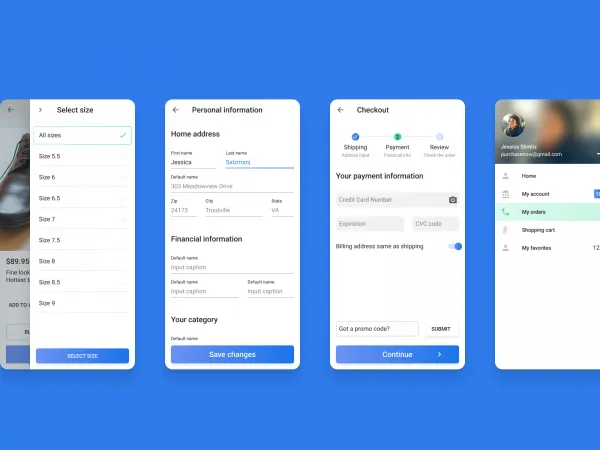 Select size
All sizes
Size 5.5
Size 6
Size 6.5
Size 7
Size 7.5
Size 8
Size 8.5
Size 9
SELECT SIZE
$89.95
Fine look
Hottest
ADD TO
Personal information
Home address
First name Last name
Jessica
Default name
303 Meadowview Drive
Zip City State
24175 Troutville VA
Financial information
Default name
Input caption
Default name Default name
Input caption Input caption
Your category
Default name
Save changes
Checkout
2
Shipping Payment Review
Address input Personal info Check the order
Your payment information
Credit Card Number
Expiration CVC code
Billing address same as shipping
Got a promo code? SUBMIT
Continue
Jessica
purchasenew@gmail.com
Home
My account
My orders
Shopping cart
My favorites 12